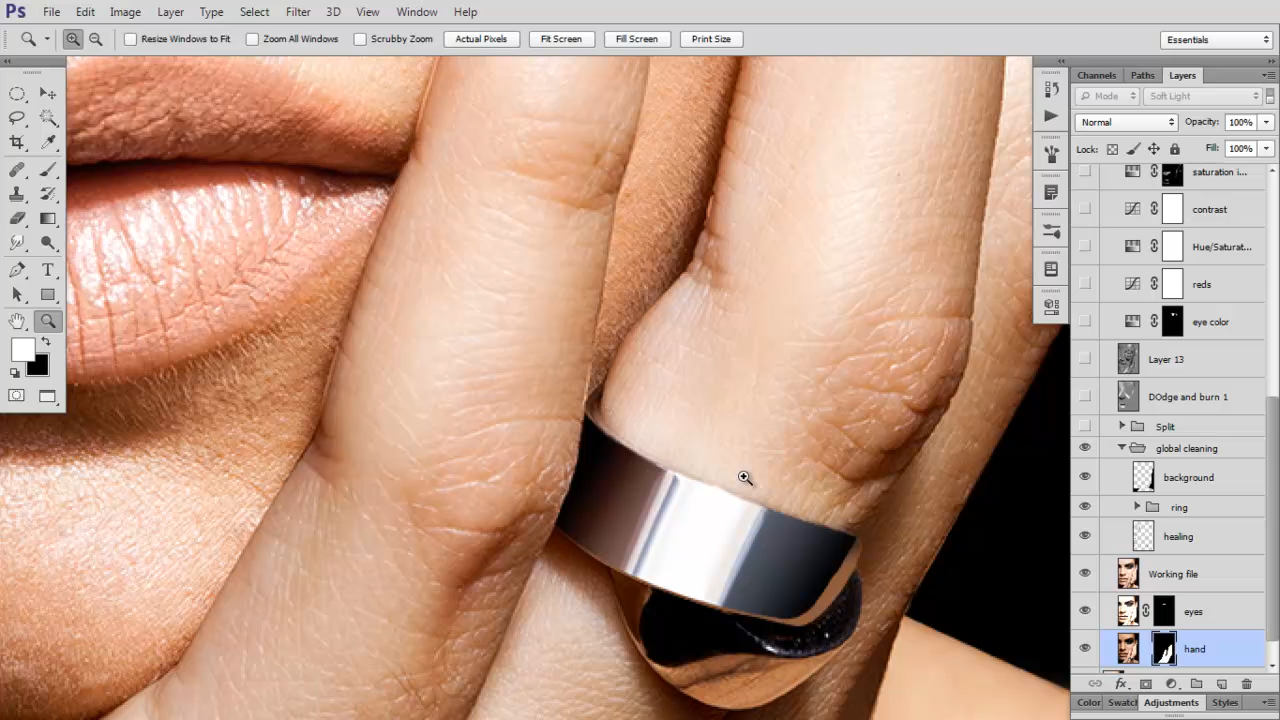 Ps File Edit Image Layer Type Select Filter 3D View Window Help
Resize Windows to Fit Zoom All Windows Scrubby Zoom Actual Pixels Fit Screen Fill Screen Print Size Essentials
Channels Paths Layers
Mode Soft Light
Normal Opacity: 100%
Lock: Fill: 100%
saturation i...
contrast
Hue/Saturat...
reds
eye color
Layer 13
DOdge and burn 1
Split
global cleaning
background
ring
healing
Working file
eyes
hand
fx
Color Swatch Adjustments Styles